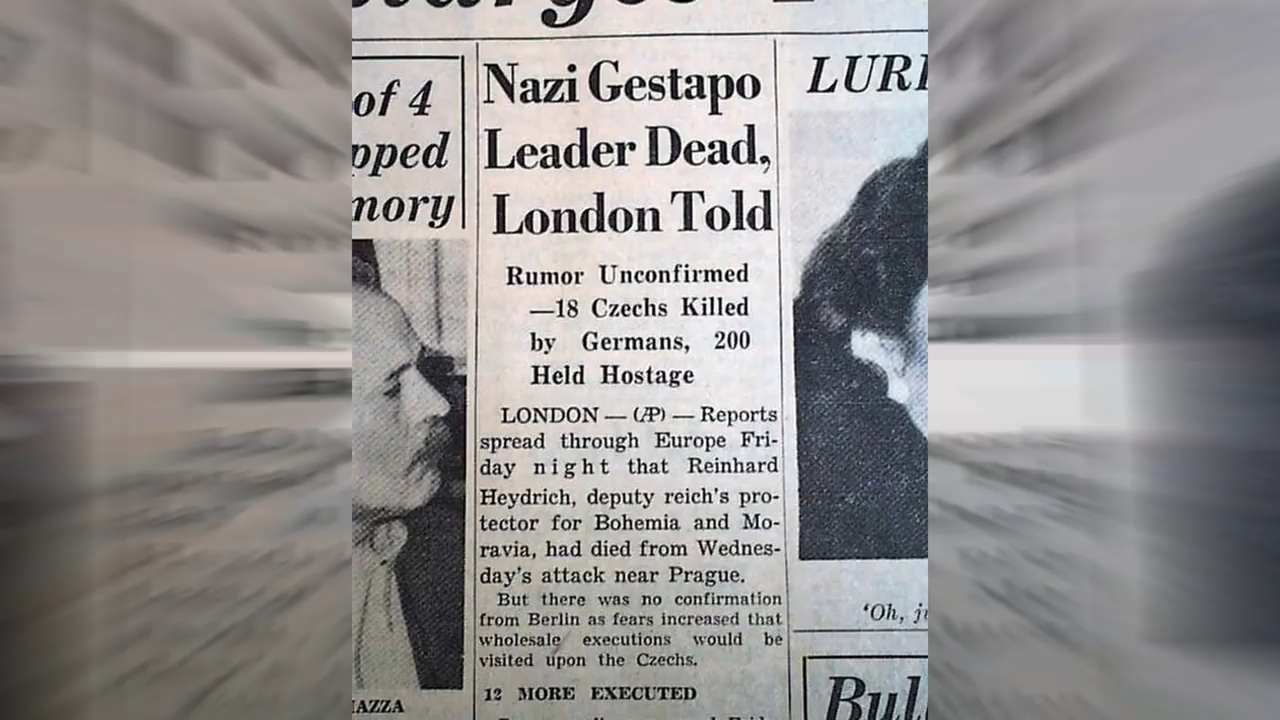 of 4
mory
Nazi Gestapo
Leader Dead,
London Told
Rumor Unconfirmed
—18 Czechs Killed
by Germans, 200
Held Hostage
LONDON — (AP) — Reports
spread through Europe Fri-
day night that Reinhard
Heydrich, deputy reich's pro-
tector for Bohemia and Mo-
ravia, had died from Wednes-
day's attack near Prague.
But there was no confirmation
from Berlin as fears increased that
wholesale executions would be
visited upon the Czechs.
12 MORE EXECUTED
IAZZA
LURI
'Oh, j
Bul